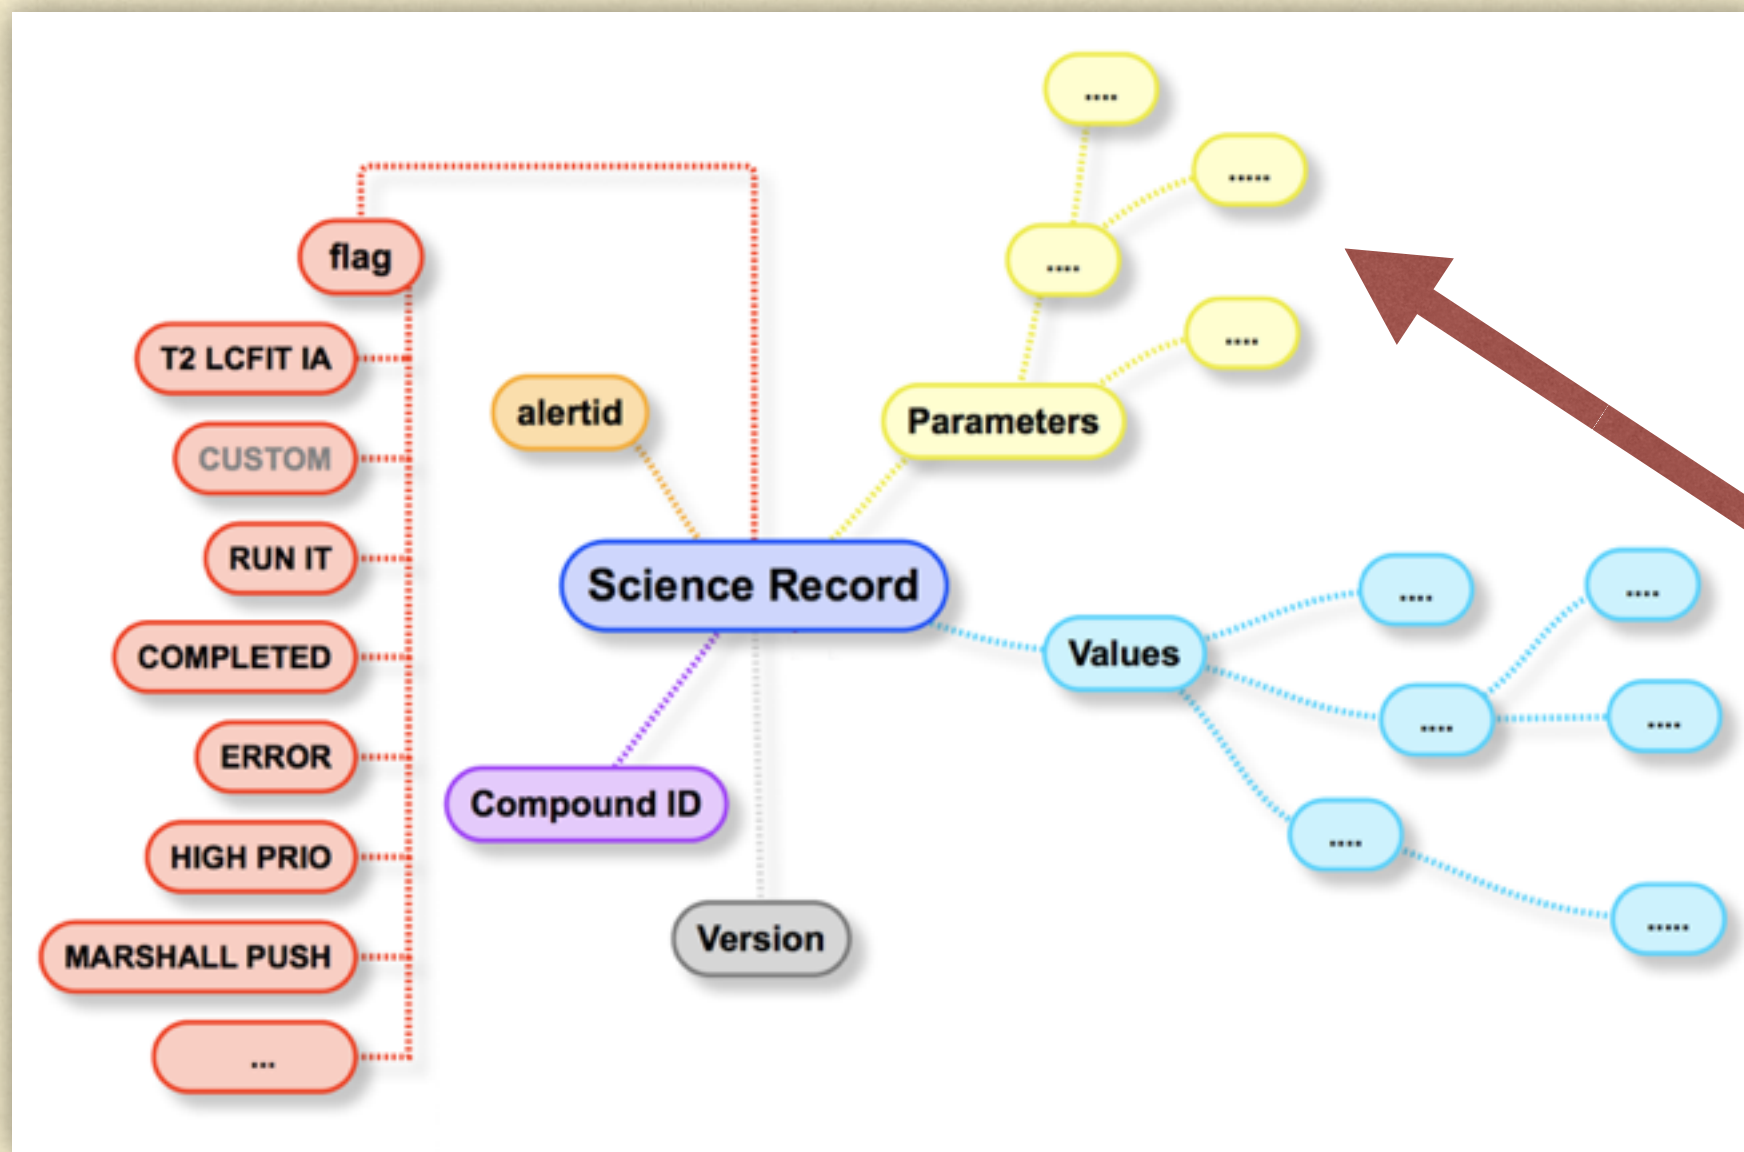 ....
.....
flag
....
....
T2 LCFIT IA
alertid
Parameters
CUSTOM
RUN IT
Science Record
....
....
COMPLETED
Values
....
....
ERROR
Compound ID
....
HIGH PRIO
.....
Version
MARSHALL PUSH
...